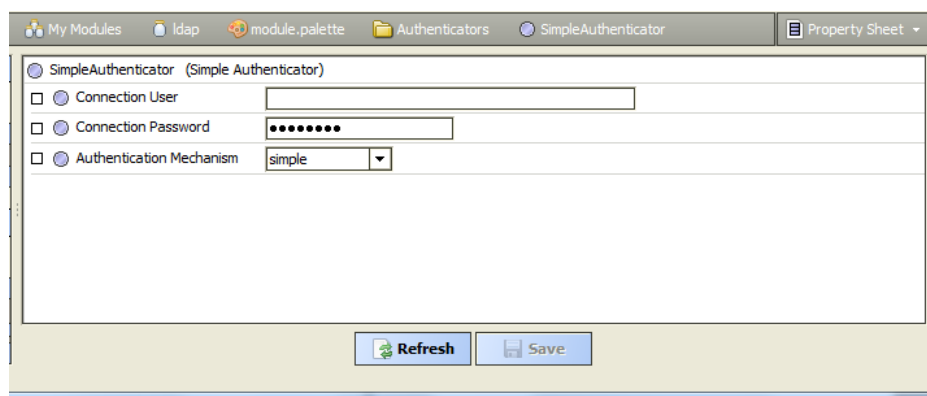 My Modules ldap module.palette Authenticators SimpleAuthenticator Property Sheet
SimpleAuthenticator (Simple Authenticator)
Connection User
Connection Password ●●●●●●●●
Authentication Mechanism simple
Refresh Save